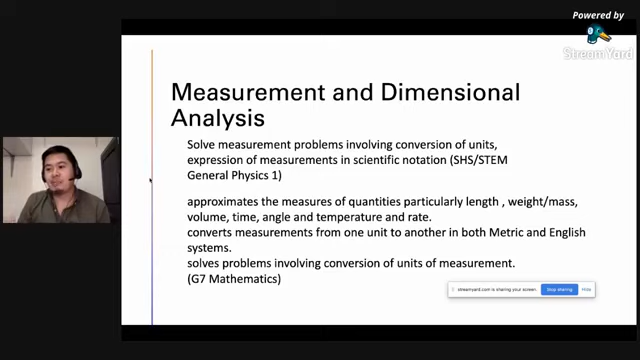 Powered by
StreamYard
Measurement and Dimensional
Analysis
Solve measurement problems involving conversion of units,
expression of measurements in scientific notation (SHS/STEM
General Physics 1)
approximates the measures of quantities particularly length , weight/mass,
volume, time, angle and temperature and rate.
converts measurements from one unit to another in both Metric and English
systems.
solves problems involving conversion of units of measurement.
(G7 Mathematics)
streamyard.com is sharing your screen. Stop sharing Hide